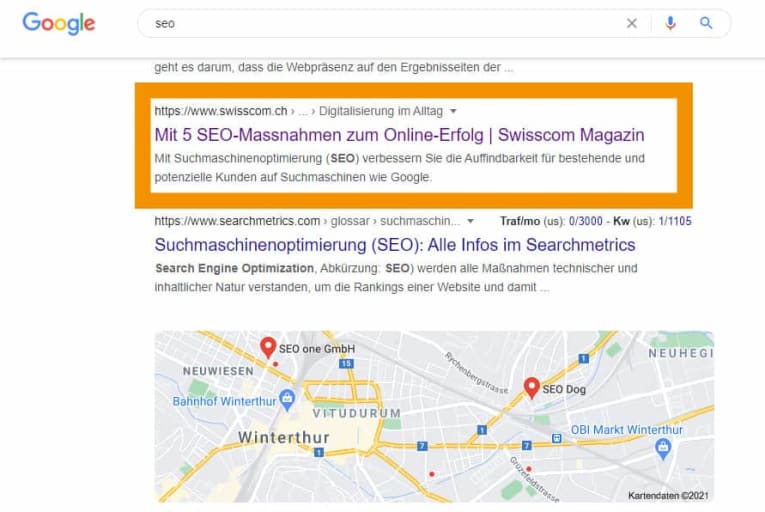 Google
seo
geht es darum, dass die Webpräsenz auf den Ergebnisseiten der ...
https://www.swisscom.ch › ... › Digitalisierung im Alltag
Mit 5 SEO-Massnahmen zum Online-Erfolg | Swisscom Magazin
Mit Suchmaschinenoptimierung (SEO) verbessern Sie die Auffindbarkeit für bestehende und
potenzielle Kunden auf Suchmaschinen wie Google.
https://www.searchmetrics.com › glossar › suchmaschin... Traf/mo (us): 0/3000 - Kw (us): 1/1105
Suchmaschinenoptimierung (SEO): Alle Infos im Searchmetrics
Search Engine Optimization, Abkürzung: SEO) werden alle Maßnahmen technischer und
inhaltlicher Natur verstanden, um die Rankings einer Website und damit ...
SEO one GmbH
NEUHEGI
Rychenbergstrasse
15
1
NEUWIESEN
SEO Dog
Bahnhof Winterthur
VITUDURUM
OBI Markt Winterthur
1
Winterthur
7
7
1
Grüzefeldstrasse
Kartendaten ©2021